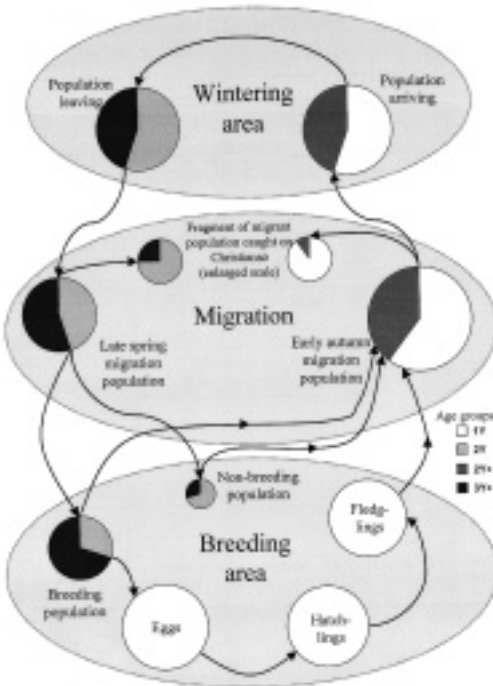 Population
leaving
Wintering
area
Population
arriving
Fragment of migrant
population caught on
Christiansø
(enlarged scale)
Migration
Late spring
migration
population
Early autumn
migration
population
Age groups
1Y
2Y
2Y+
3Y+
Non-breeding
population
Fledg-
lings
Breeding
area
Breeding
population
Eggs
Hatch-
lings